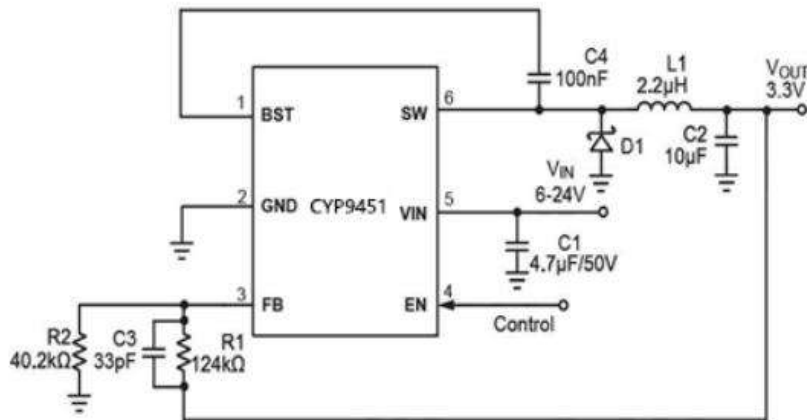 C4
100nF
L1
2.2µH
VOUT
3.3V
1
BST
SW
6
D1
C2
10µF
VIN
6-24V
2
GND
CYP9451
VIN
5
C1
4.7µF/50V
3
FB
EN
4
Control
R2
40.2kΩ
C3
33pF
R1
124kΩ